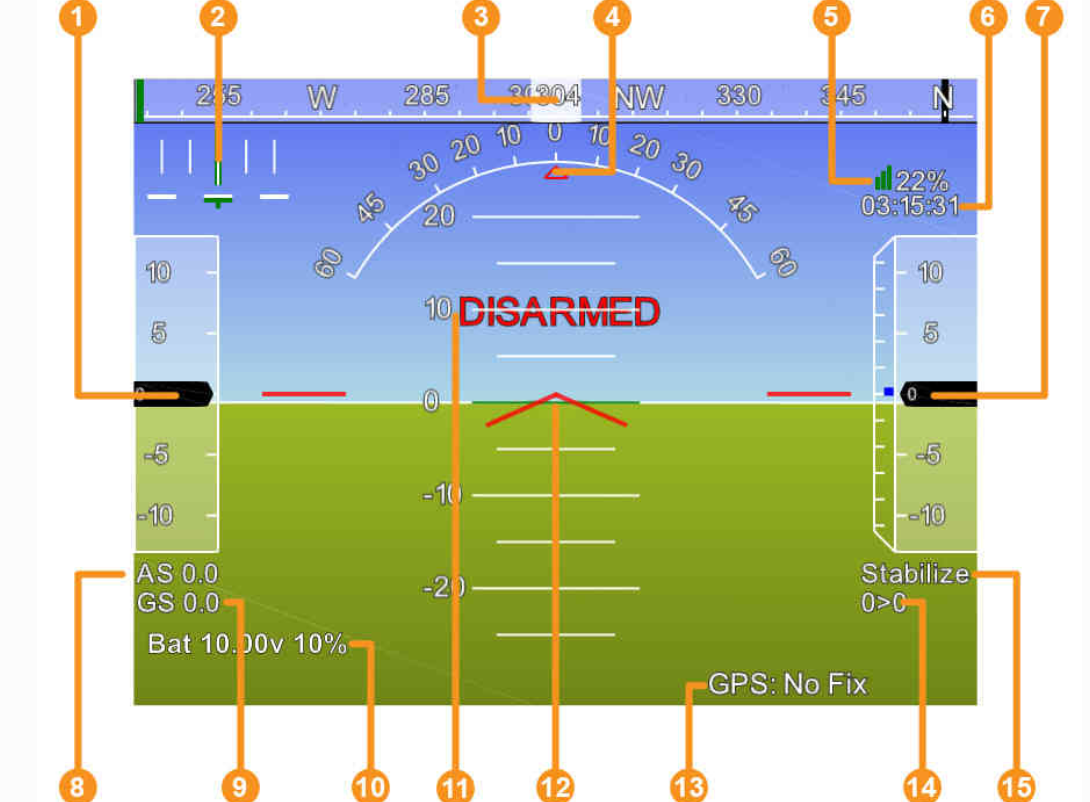 1 2 3 4 5 6 7
255 W 285 304 NW 330 345 N
60 45 30 20 10 0 10 20 30 45 60
22%
03:15:31
20
10 10
10 DISARMED
5 5
0 0 0
-5 -5
-10 -10 -10
AS 0.0 -20 Stabilize
GS 0.0 0>0
Bat 10.00v 10%
GPS: No Fix
8 9 10 11 12 13 14 15